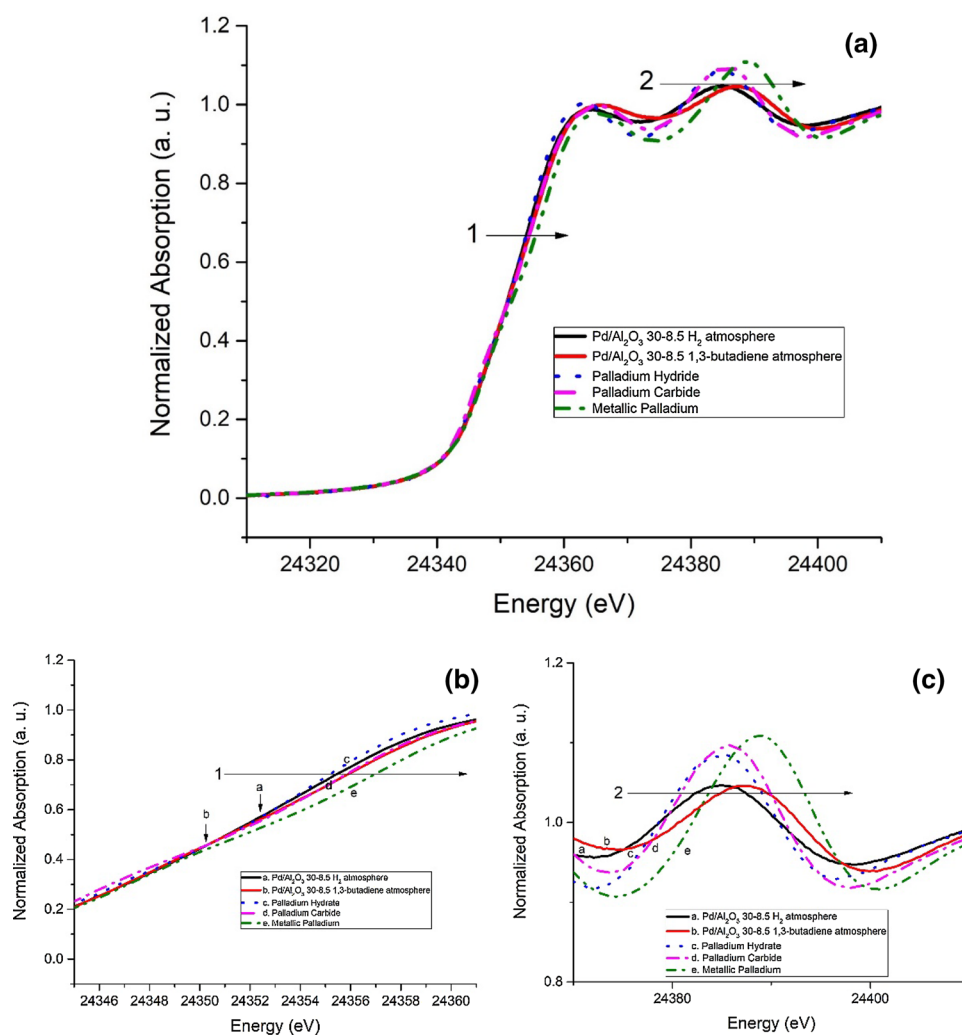 (a)
1.2
1.0
0.8
0.6
0.4
0.2
0.0
Normalized Absorption (a. u.)
2
1
Pd/Al₂O₃ 30-8.5 H₂ atmosphere
Pd/Al₂O₃ 30-8.5 1,3-butadiene atmosphere
Palladium Hydride
Palladium Carbide
Metallic Palladium
24320 24340 24360 24380 24400
Energy (eV)
(b)
1.2
1.0
0.8
0.6
0.4
0.2
0.0
Normalized Absorption (a. u.)
1
a
b
c
d
e
a. Pd/Al₂O₃ 30-8.5 H₂ atmosphere
b. Pd/Al₂O₃ 30-8.5 1,3-butadiene atmosphere
c. Palladium Hydrate
d. Palladium Carbide
e. Metallic Palladium
24346 24348 24350 24352 24354 24356 24358 24360
Energy (eV)
(c)
1.2
1.0
0.8
Normalized Absorption (a. u.)
2
a
b
c
d
e
a. Pd/Al₂O₃ 30-8.5 H₂ atmosphere
b. Pd/Al₂O₃ 30-8.5 1,3-butadiene atmosphere
c. Palladium Hydrate
d. Palladium Carbide
e. Metallic Palladium
24380 24400
Energy (eV)